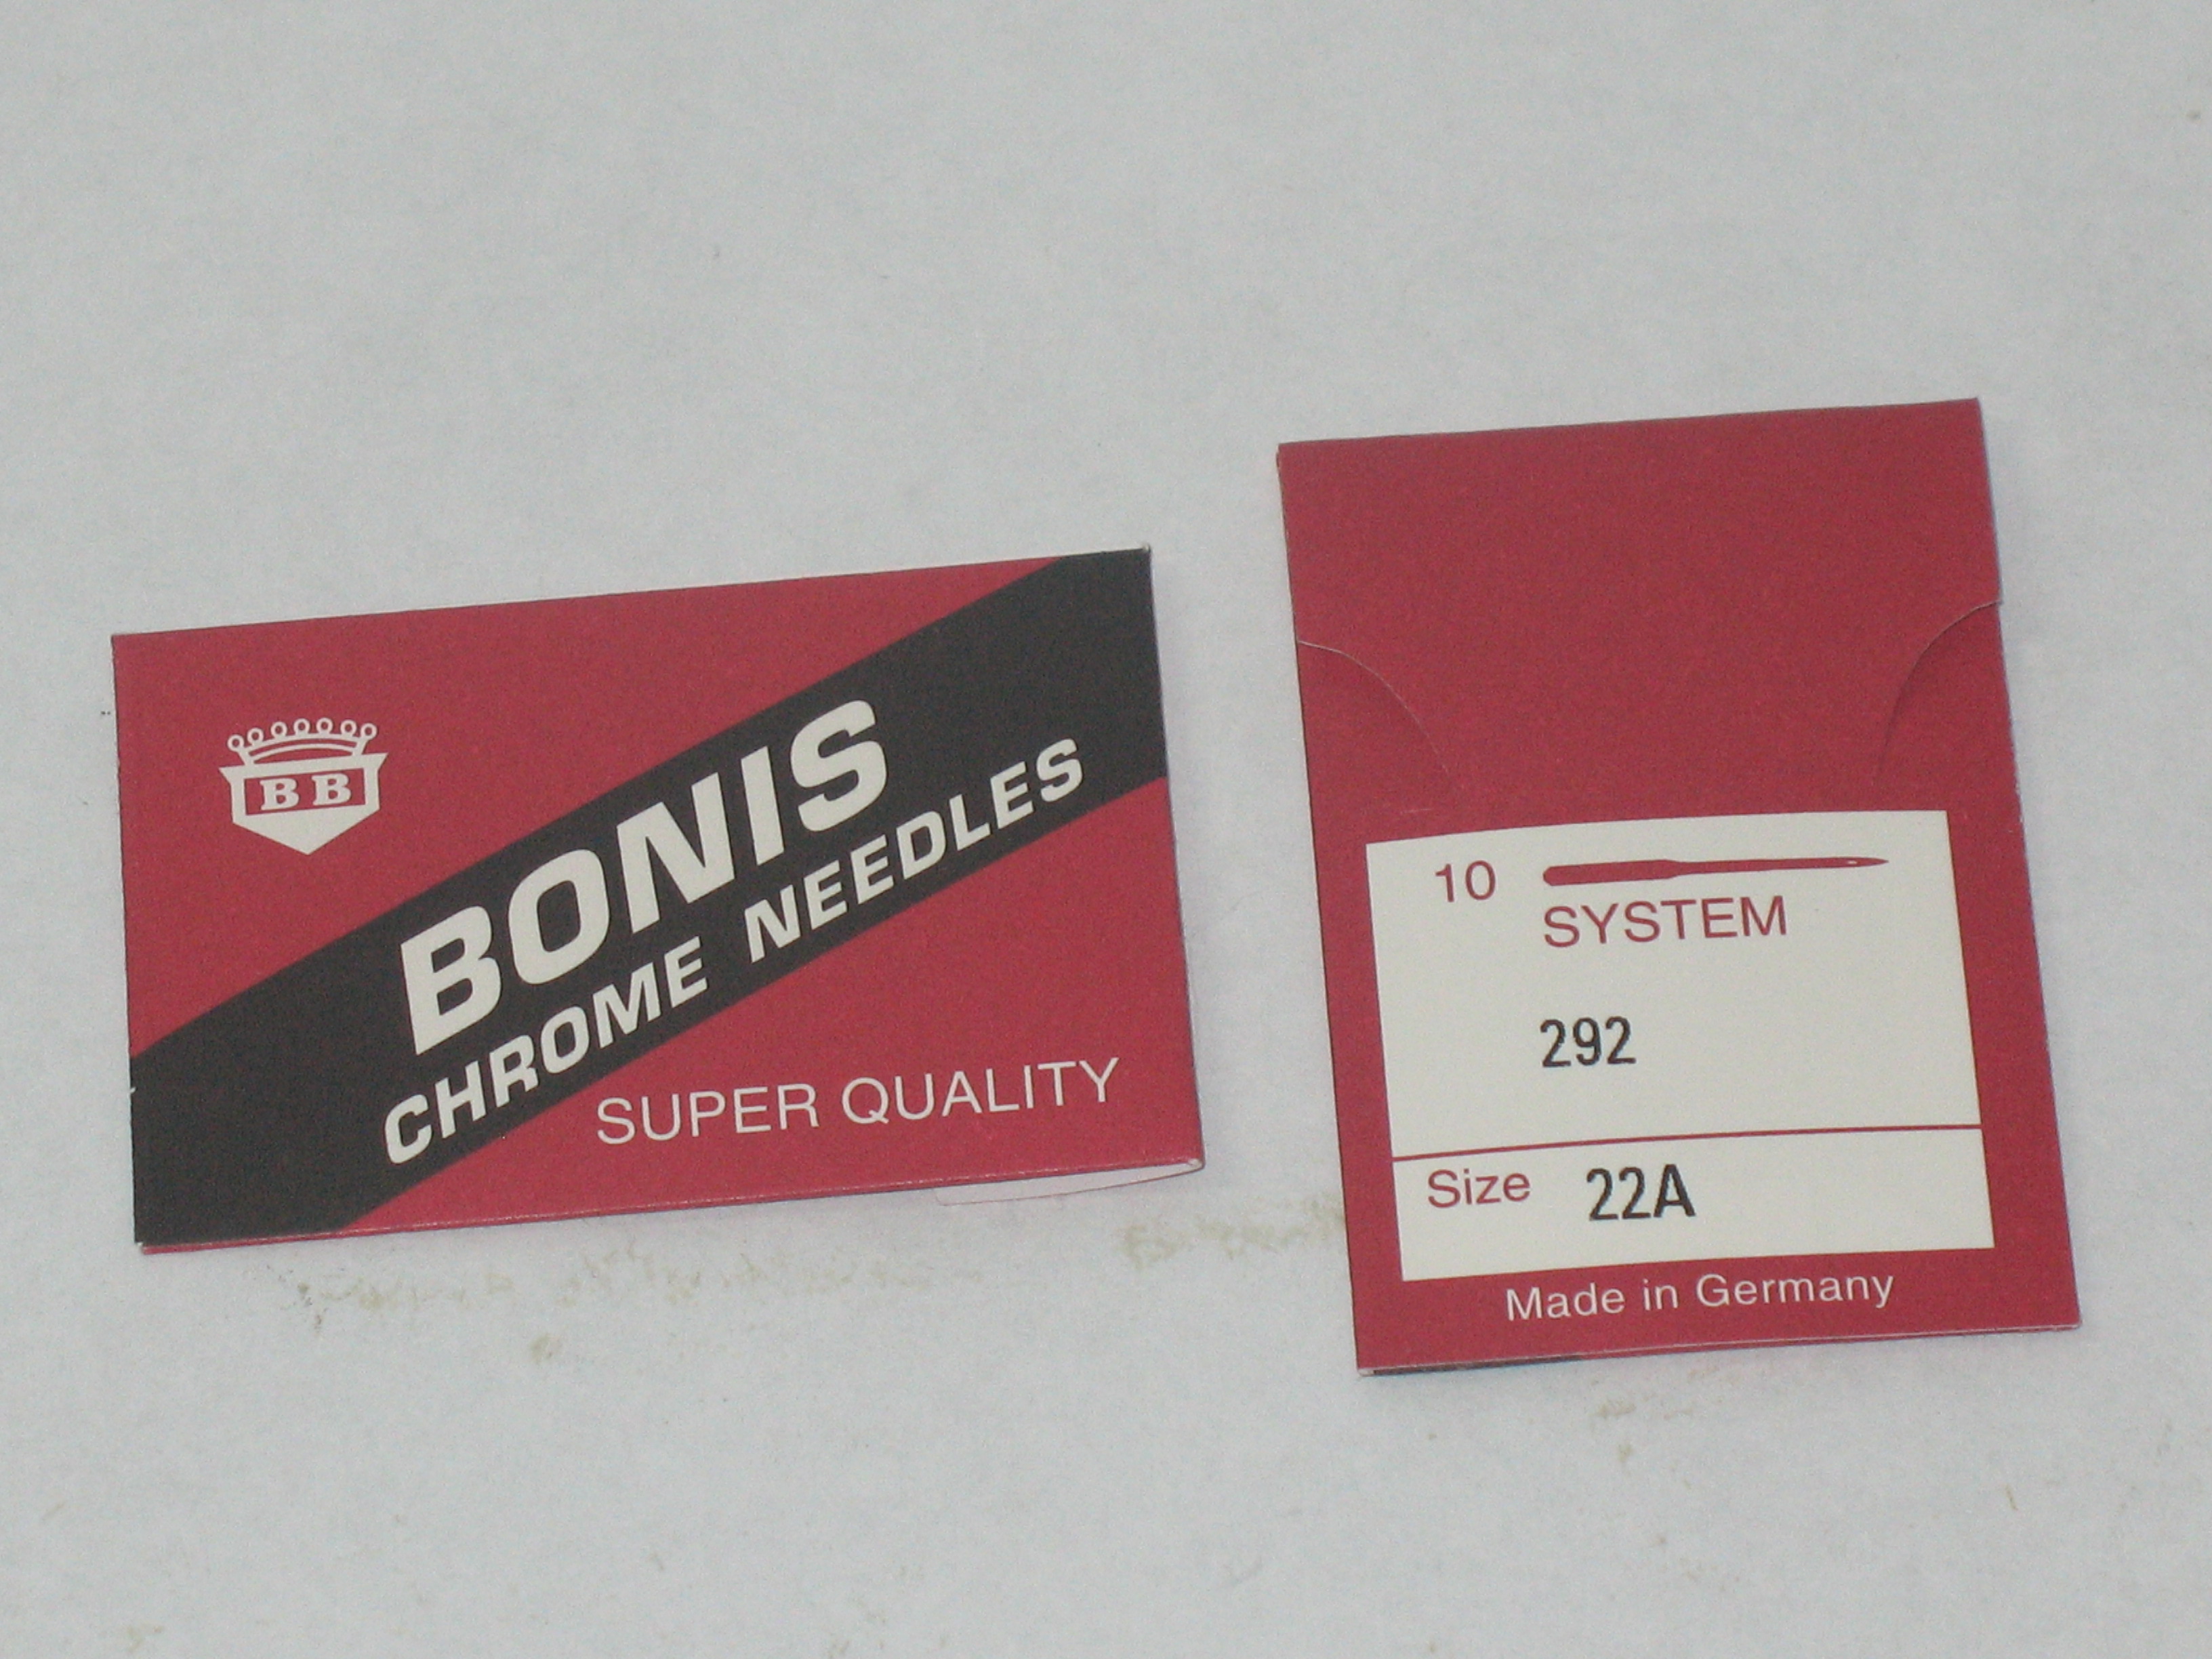 BB
BONIS
CHROME NEEDLES
SUPER QUALITY
10
SYSTEM
292
Size 22A
Made in Germany